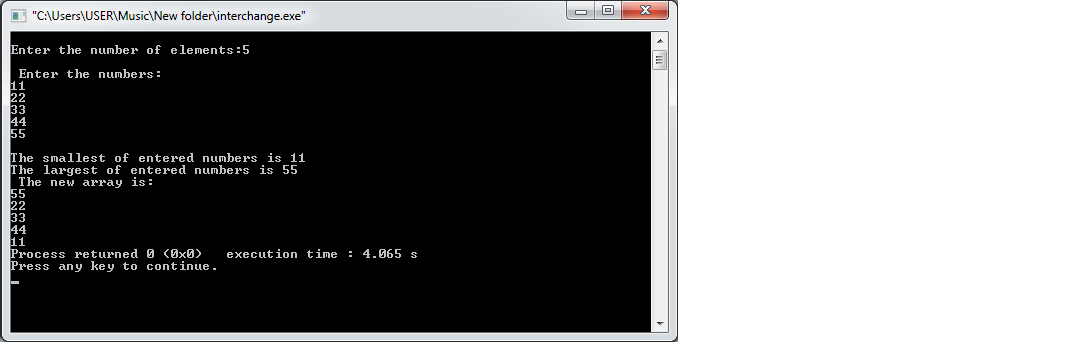 "C:\Users\USER\Music\New folder\interchange.exe"
Enter the number of elements:5
Enter the numbers:
11
22
33
44
55
The smallest of entered numbers is 11
The largest of entered numbers is 55
The new array is:
55
22
33
44
11
Process returned 0 (0x0)   execution time : 4.065 s
Press any key to continue.